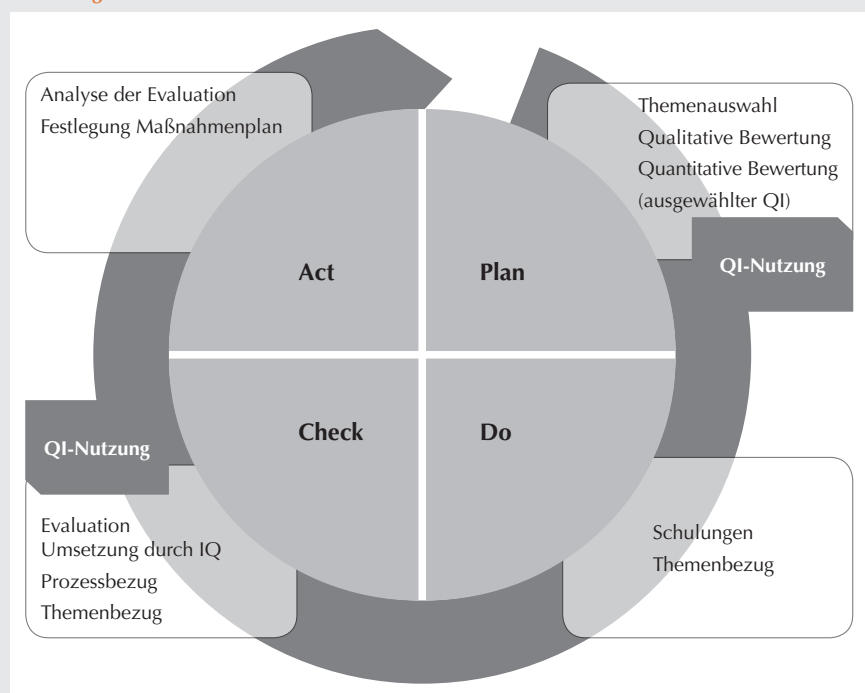 Analyse der Evaluation
Festlegung Maßnahmenplan
Themenauswahl
Qualitative Bewertung
Quantitative Bewertung
(ausgewählter QI)
QI-Nutzung
Act
Plan
Check
Do
QI-Nutzung
Evaluation
Umsetzung durch IQ
Prozessbezug
Themenbezug
Schulungen
Themenbezug